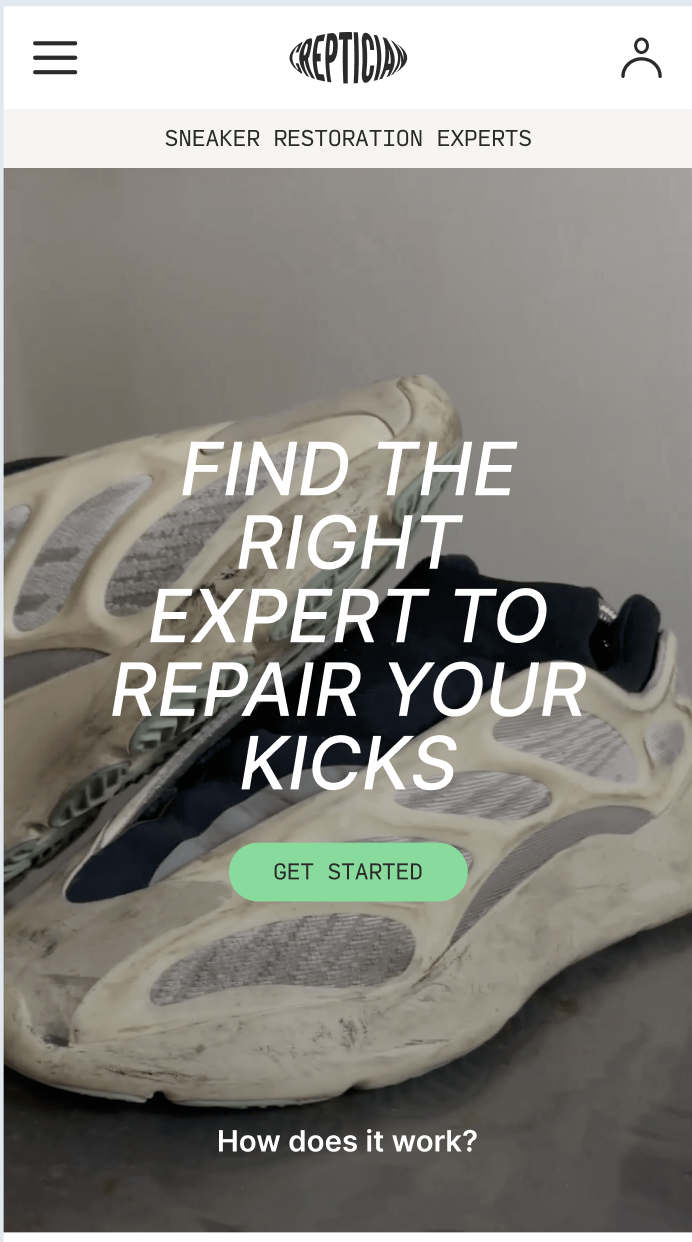 CREPTICIAN
SNEAKER RESTORATION EXPERTS
FIND THE
RIGHT
EXPERT TO
REPAIR YOUR
KICKS
GET STARTED
How does it work?